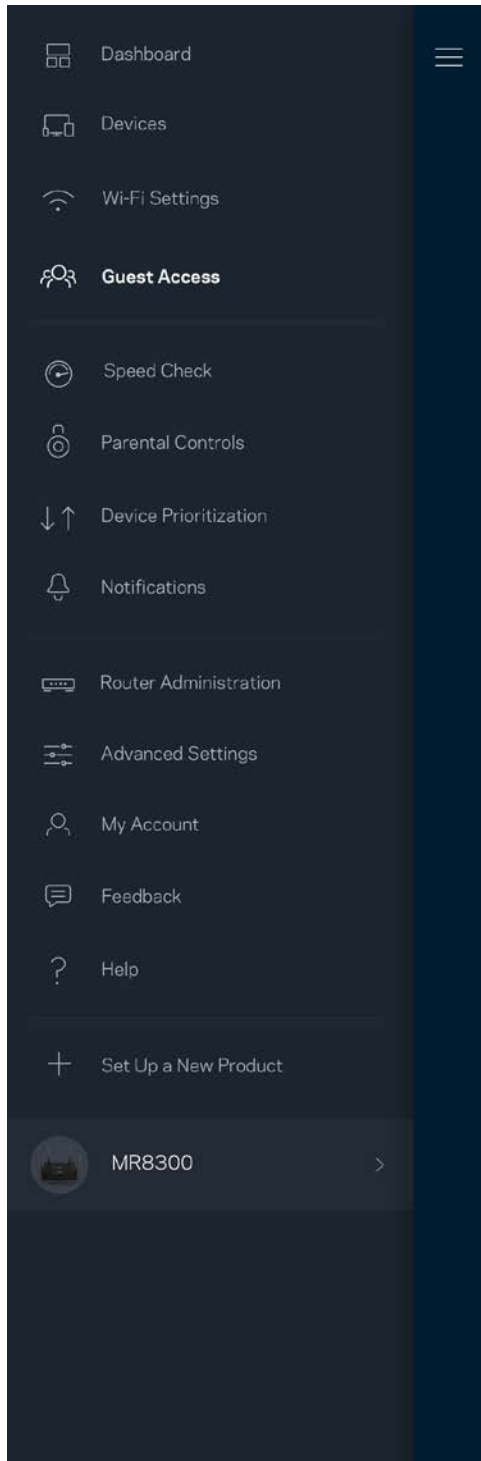 Dashboard
Devices
Wi-Fi Settings
Guest Access
Speed Check
Parental Controls
Device Prioritization
Notifications
Router Administration
Advanced Settings
My Account
Feedback
Help
Set Up a New Product
MR8300